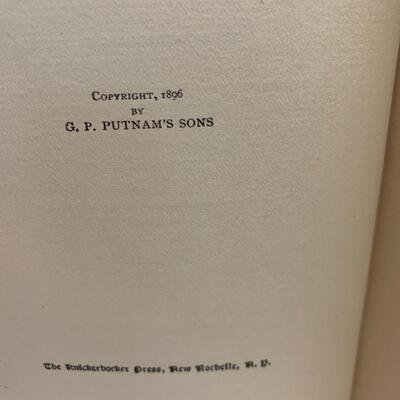 COPYRIGHT, 1896
BY
G. P. PUTNAM'S SONS
The Knickerbocker Press, New Rochelle, N. Y.